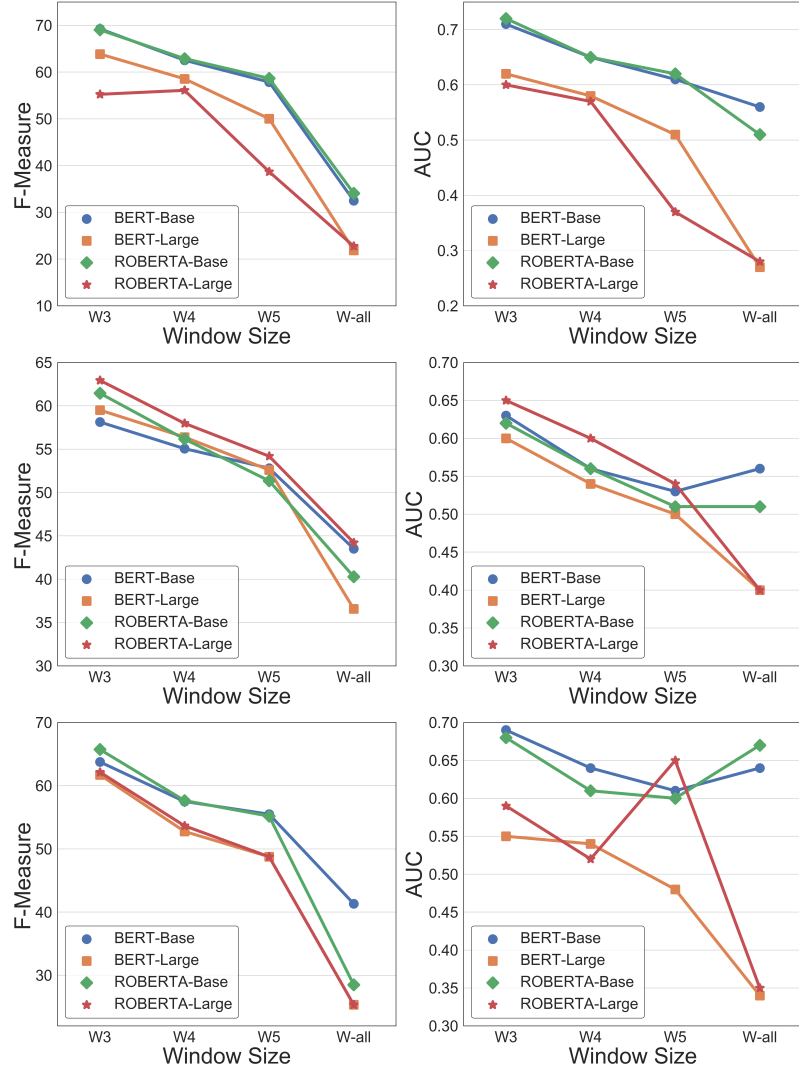 F-Measure
70
60
50
40
30
20
10
BERT-Base
BERT-Large
ROBERTA-Base
ROBERTA-Large
W3 W4 W5 W-all
Window Size
AUC
0.7
0.6
0.5
0.4
0.3
0.2
BERT-Base
BERT-Large
ROBERTA-Base
ROBERTA-Large
W3 W4 W5 W-all
Window Size
F-Measure
65
60
55
50
45
40
35
30
BERT-Base
BERT-Large
ROBERTA-Base
ROBERTA-Large
W3 W4 W5 W-all
Window Size
AUC
0.70
0.65
0.60
0.55
0.50
0.45
0.40
0.35
0.30
BERT-Base
BERT-Large
ROBERTA-Base
ROBERTA-Large
W3 W4 W5 W-all
Window Size
F-Measure
70
60
50
40
30
BERT-Base
BERT-Large
ROBERTA-Base
ROBERTA-Large
W3 W4 W5 W-all
Window Size
AUC
0.70
0.65
0.60
0.55
0.50
0.45
0.40
0.35
0.30
BERT-Base
BERT-Large
ROBERTA-Base
ROBERTA-Large
W3 W4 W5 W-all
Window Size